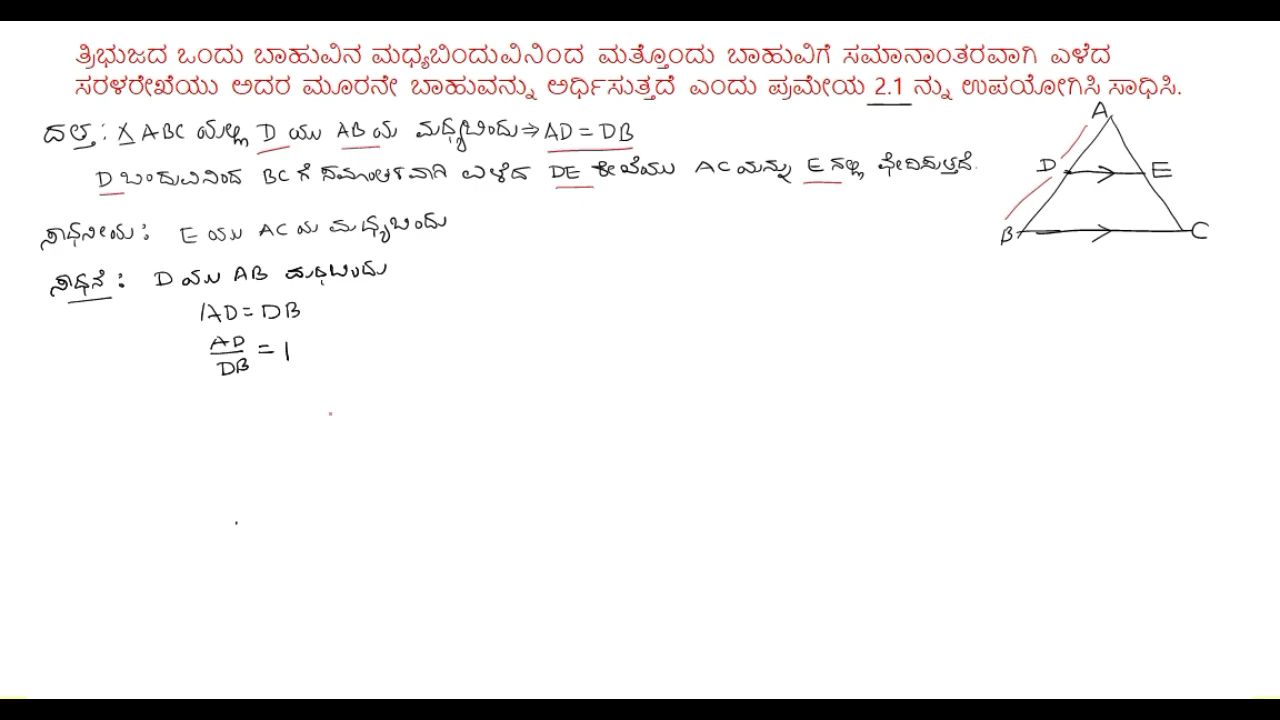 ತ್ರಿಭುಜದ ಒಂದು ಬಾಹುವಿನ ಮಧ್ಯಬಿಂದುವಿನಿಂದ ಮತ್ತೊಂದು ಬಾಹುವಿಗೆ ಸಮಾನಾಂತರವಾಗಿ ಎಳೆದ
ಸರಳರೇಖೆಯು ಅದರ ಮೂರನೇ ಬಾಹುವನ್ನು ಅರ್ಧಿಸುತ್ತದೆ ಎಂದು ಪ್ರಮೇಯ 2.1 ನ್ನು ಉಪಯೋಗಿಸಿ ಸಾಧಿಸಿ.
ದತ್ತ : ABC ಯಲ್ಲಿ D ಯು AB ಯ ಮಧ್ಯಬಿಂದು ⇒ AD = DB
D ಬಿಂದುವಿನಿಂದ BC ಗೆ ಎಳೆದ DE ರೇಖೆಯು AC ಯನ್ನು E ನಲ್ಲಿ ಛೇದಿಸುತ್ತದೆ.
ಸಾಧನೀಯ : E ಯು AC ಯ ಮಧ್ಯಬಿಂದು
ಸಾಧನೆ : D ಯು AB ಮಧ್ಯಬಿಂದು
AD = DB
AD/DB = 1
A
D E
B C